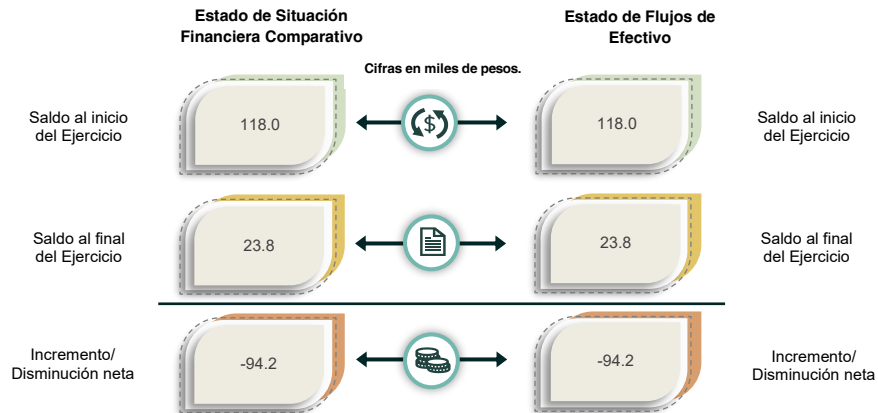 Estado de Situación
Financiera Comparativo
Estado de Flujos de
Efectivo
Cifras en miles de pesos.
Saldo al inicio
del Ejercicio
118.0
$
118.0
Saldo al inicio
del Ejercicio
Saldo al final
del Ejercicio
23.8
23.8
Saldo al final
del Ejercicio
Incremento/
Disminución neta
-94.2
-94.2
Incremento/
Disminución neta